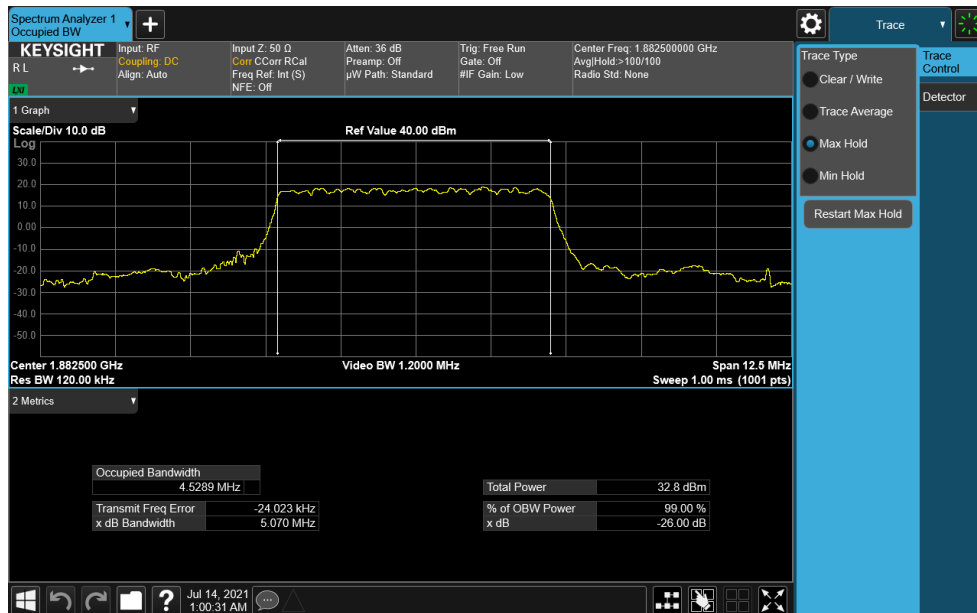 Spectrum Analyzer 1
Occupied BW
Trace
KEYSIGHT
R L
LXI
Input: RF
Coupling: DC
Align: Auto
Input Z: 50 Ω
Corr CCorr RCal
Freq Ref: Int (S)
NFE: Off
Atten: 36 dB
Preamp: Off
µW Path: Standard
Trig: Free Run
Gate: Off
#IF Gain: Low
Center Freq: 1.882500000 GHz
Avg|Hold:>100/100
Radio Std: None
Trace Type
Clear / Write
Trace Average
Max Hold
Min Hold
Restart Max Hold
Trace
Control
Detector
1 Graph
Scale/Div 10.0 dB
Ref Value 40.00 dBm
Log
30.0
20.0
10.0
0.00
-10.0
-20.0
-30.0
-40.0
-50.0
Center 1.882500 GHz
Video BW 1.2000 MHz
Span 12.5 MHz
Res BW 120.00 kHz
Sweep 1.00 ms (1001 pts)
2 Metrics
Occupied Bandwidth
4.5289 MHz
Total Power 32.8 dBm
Transmit Freq Error -24.023 kHz
% of OBW Power 99.00 %
x dB Bandwidth 5.070 MHz
x dB -26.00 dB
?
Jul 14, 2021
1:00:31 AM